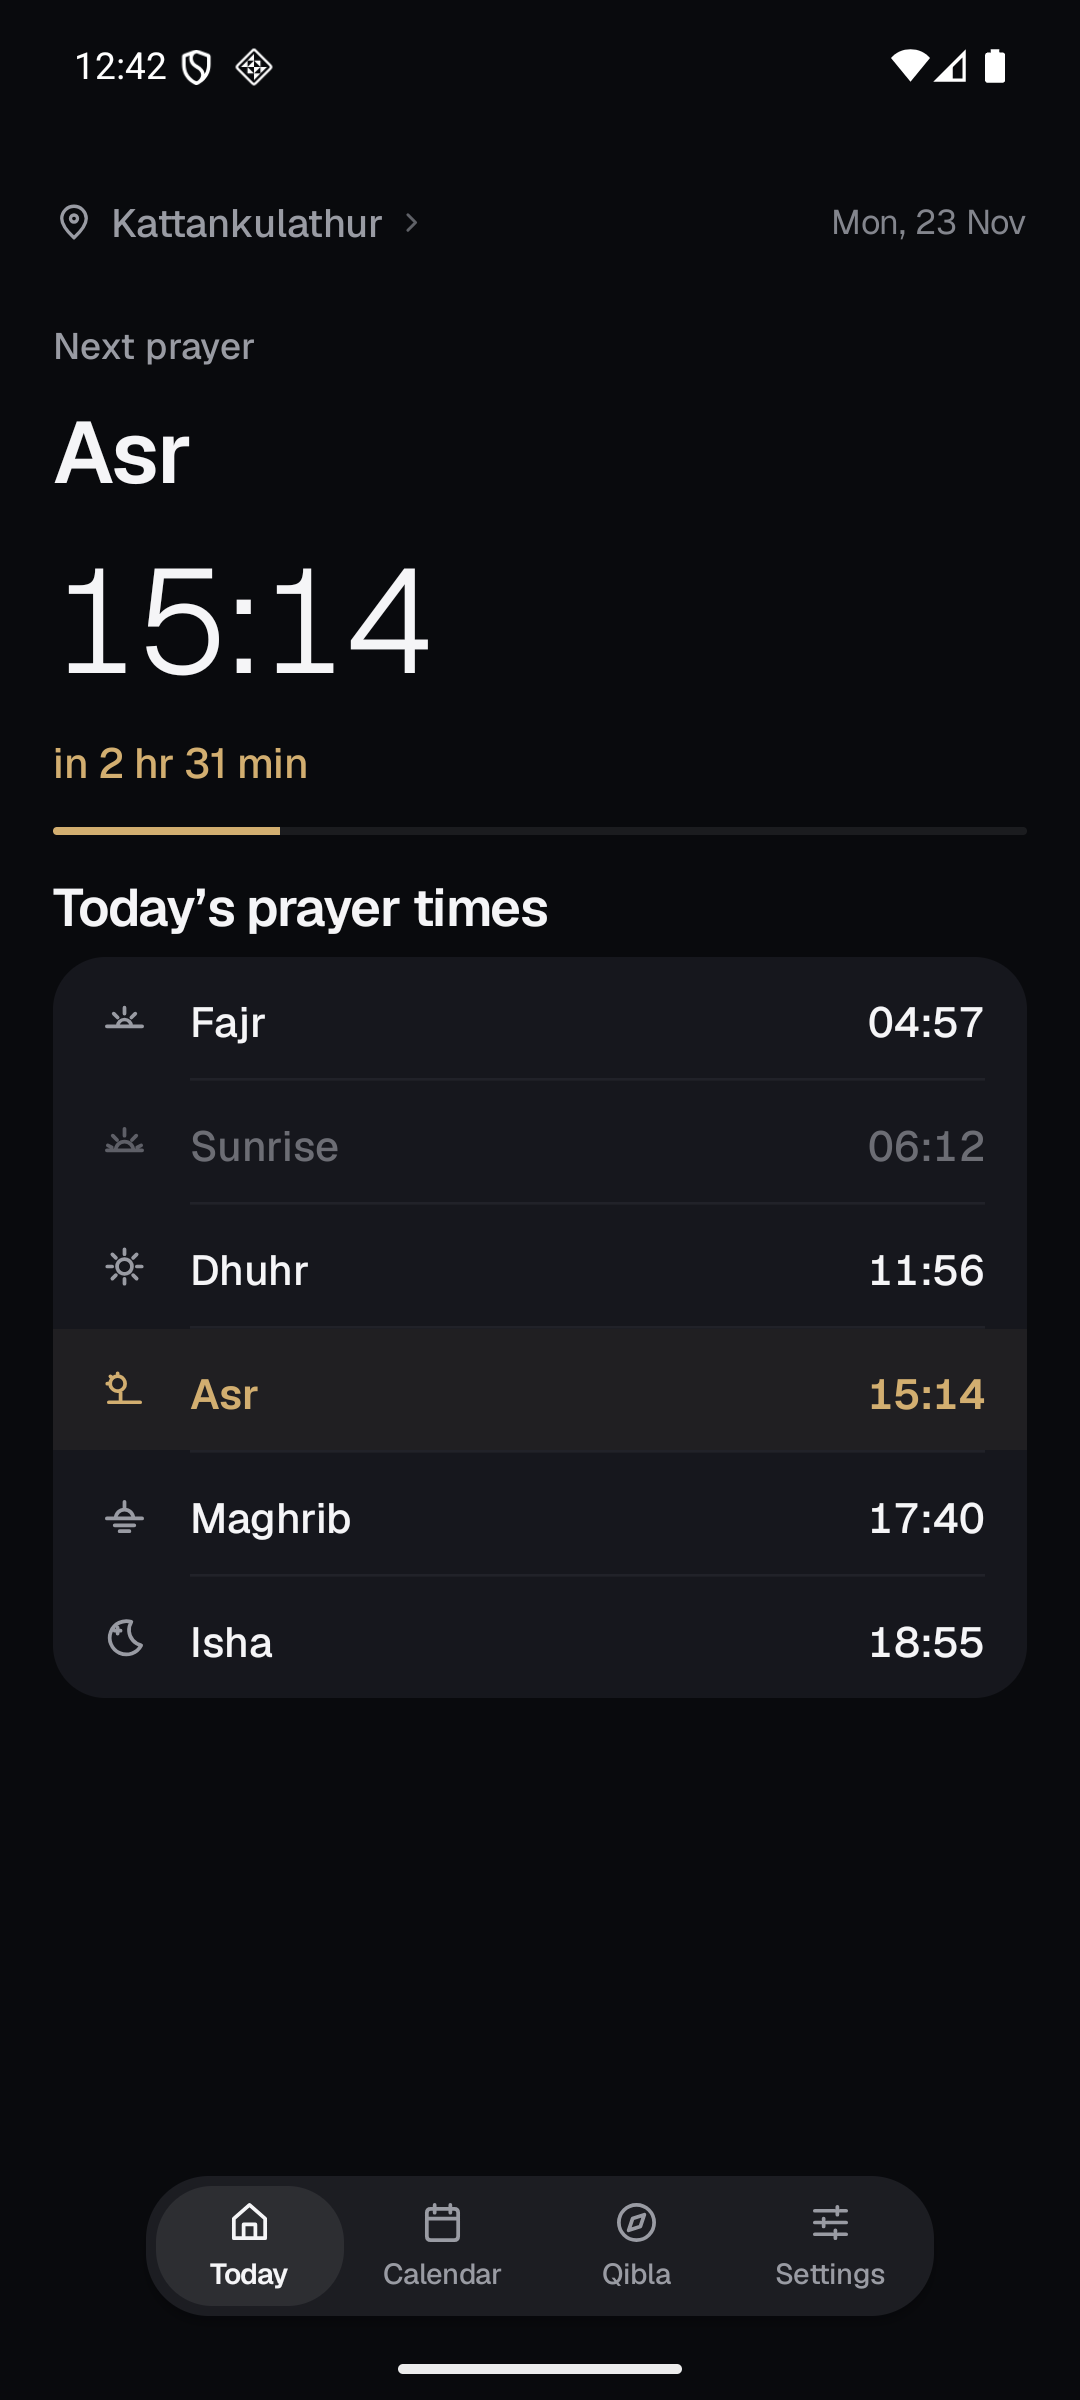 12:42
Kattankulathur
Mon, 23 Nov
Next prayer
Asr
15:14
in 2 hr 31 min
Today’s prayer times
Fajr 04:57
Sunrise 06:12
Dhuhr 11:56
Asr 15:14
Maghrib 17:40
Isha 18:55
Today Calendar Qibla Settings